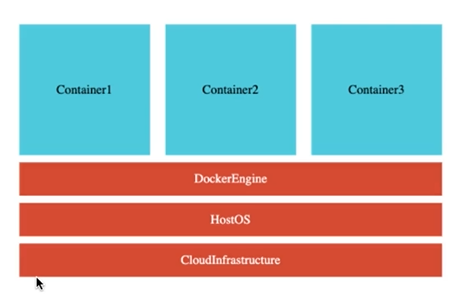 Container1 Container2 Container3
DockerEngine
HostOS
CloudInfrastructure